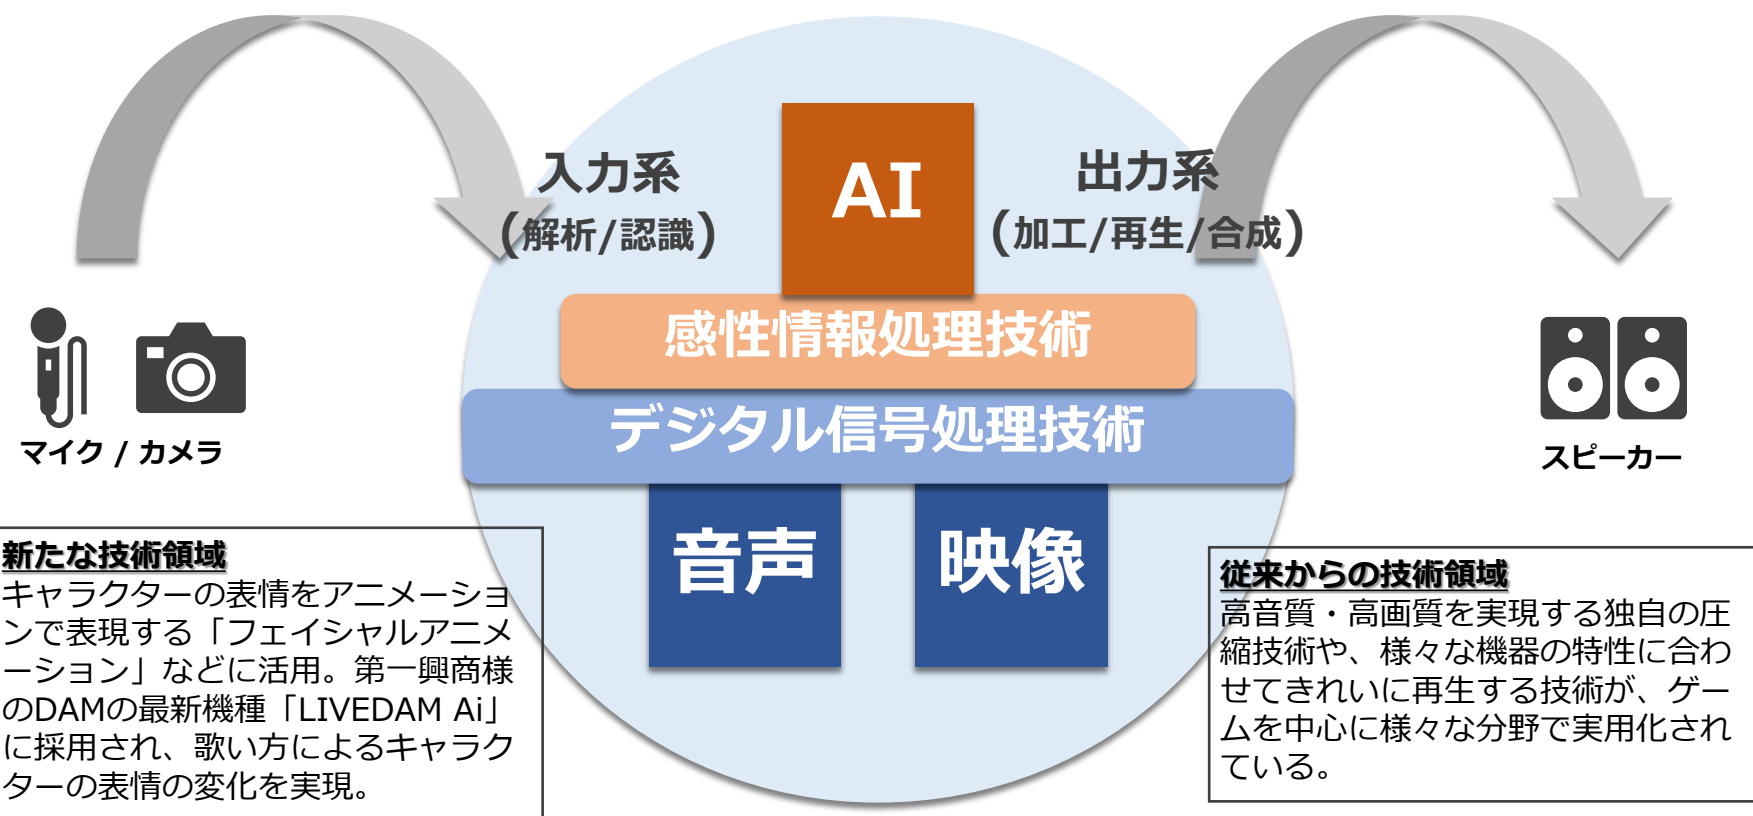 AI
入力系
(解析/認識)
出力系
(加工/再生/合成)
感性情報処理技術
デジタル信号処理技術
音声
映像
マイク / カメラ
スピーカー
新たな技術領域
キャラクターの表情をアニメーショ
ンで表現する「フェイシャルアニメ
ーション」などに活用。第一興商様
のDAMの最新機種「LIVEDAM Ai」
に採用され、歌い方によるキャラク
ターの表情の変化を実現。
従来からの技術領域
高音質・高画質を実現する独自の圧
縮技術や、様々な機器の特性に合わ
せてきれいに再生する技術が、ゲー
ムを中心に様々な分野で実用化され
ている。